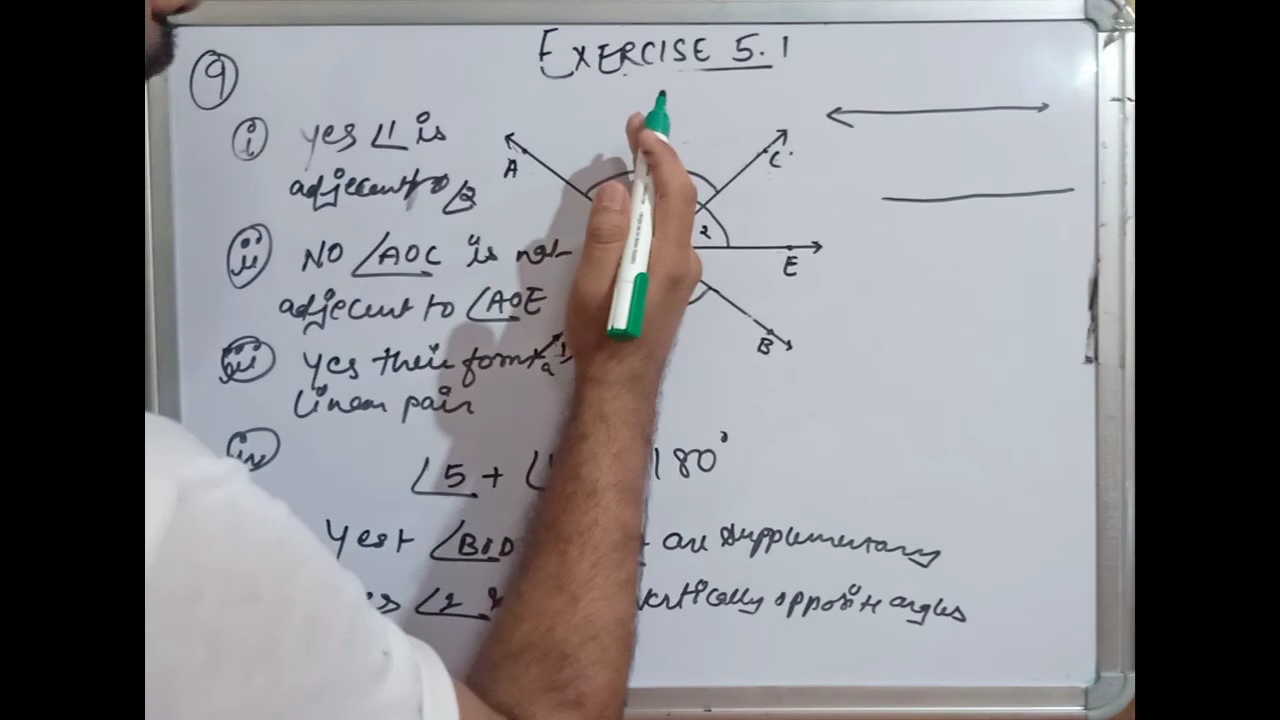 EXERCISE 5.1
9
i yes ∠1 is
adjecent to ∠2
A
C
2
E
B
ii NO ∠AOC is not
adjecent to ∠AOE
iii yes their form a
linear pair
iv
∠5 + 180°
Yes ∠BOD are supplementary
∠2 vertically opposite angles